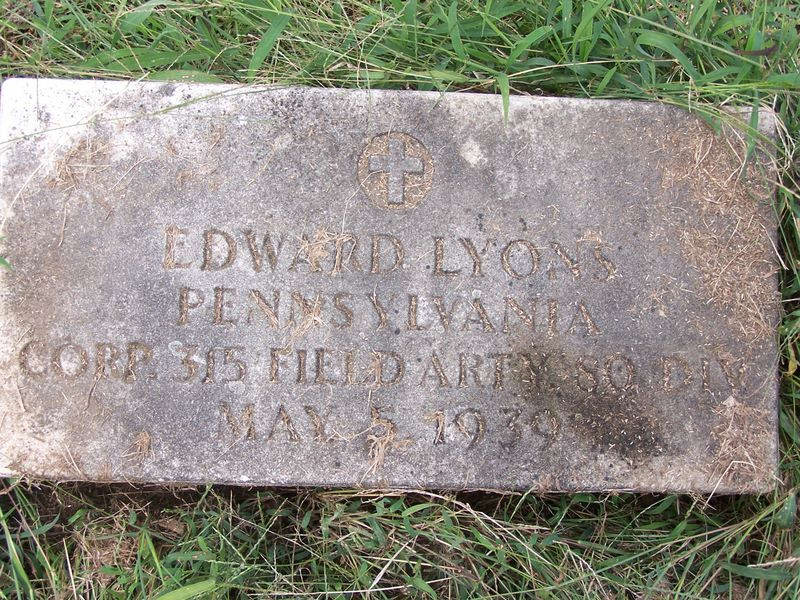 EDWARD LYONS
PENNSYLVANIA
CORP. 315 FIELD ARTY. 80 DIV.
MAY 5, 1939